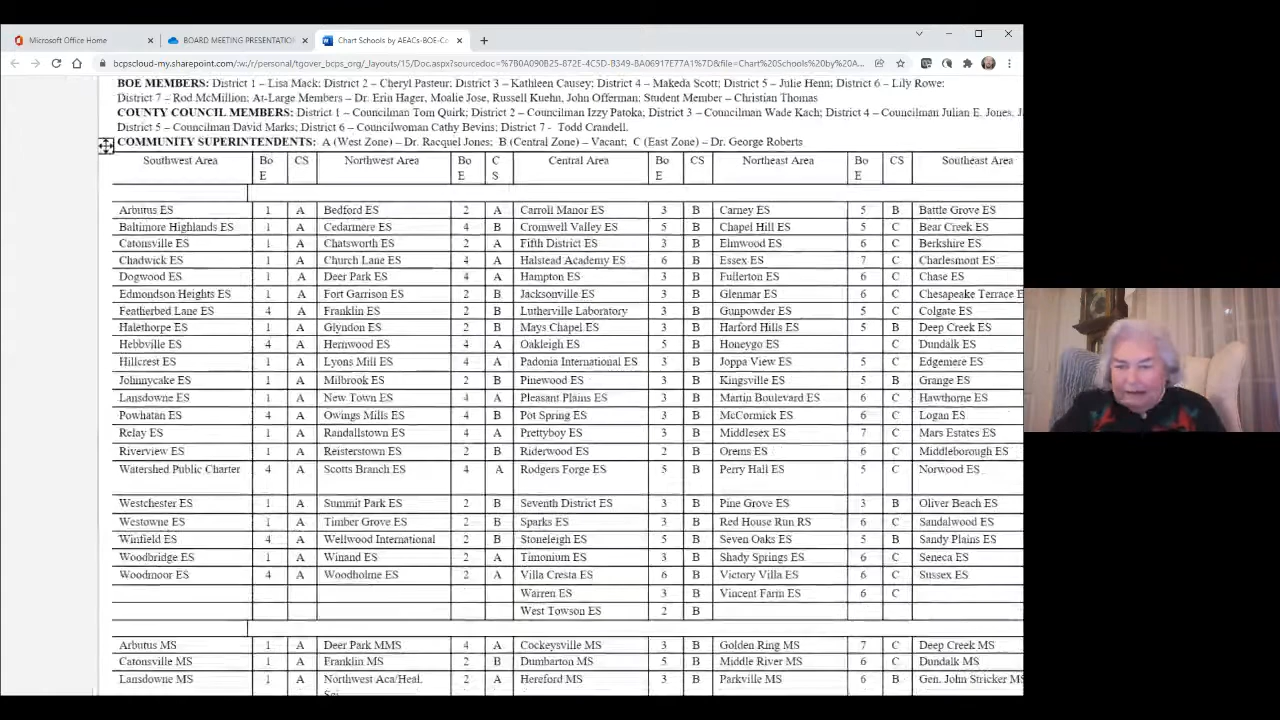 Microsoft Office Home
BOARD MEETING PRESENTATION
Chart Schools by AEACs-BOE-Co
BOE MEMBERS: District 1 – Lisa Mack; District 2 – Cheryl Pasteur; District 3 – Kathleen Causey; District 4 – Makeda Scott; District 5 – Julie Henn; District 6 – Lily Rowe;
District 7 – Rod McMillion; At-Large Members – Dr. Erin Hager, Moalie Jose, Russell Kuehn, John Offerman; Student Member – Christian Thomas
COUNTY COUNCIL MEMBERS: District 1 – Councilman Tom Quirk; District 2 – Councilman Izzy Patoka; District 3 – Councilman Wade Kach; District 4 – Councilman Julian E. Jones, J
District 5 – Councilman David Marks; District 6 – Councilwoman Cathy Bevins; District 7 - Todd Crandell.
COMMUNITY SUPERINTENDENTS: A (West Zone) – Dr. Racquel Jones; B (Central Zone) – Vacant; C (East Zone) – Dr. George Roberts
Southwest Area BoE CS Northwest Area BoE CS Central Area BoE CS Northeast Area BoE CS Southeast Area
Arbutus ES 1 A Bedford ES 2 A Carroll Manor ES 3 B Carney ES 5 B Battle Grove ES
Baltimore Highlands ES 1 A Cedarmere ES 4 B Cromwell Valley ES 5 B Chapel Hill ES 5 C Bear Creek ES
Catonsville ES 1 A Chatsworth ES 2 A Fifth District ES 3 B Elmwood ES 6 C Berkshire ES
Chadwick ES 1 A Church Lane ES 4 A Halstead Academy ES 6 B Essex ES 7 C Charlesmont ES
Dogwood ES 1 A Deer Park ES 4 A Hampton ES 3 B Fullerton ES 6 C Chase ES
Edmondson Heights ES 1 A Fort Garrison ES 2 B Jacksonville ES 3 B Glenmar ES 6 C Chesapeake Terrace E
Featherbed Lane ES 4 A Franklin ES 2 B Lutherville Laboratory 3 B Gunpowder ES 5 C Colgate ES
Halethorpe ES 1 A Glyndon ES 2 B Mays Chapel ES 3 B Harford Hills ES 5 B Deep Creek ES
Hebbville ES 4 A Hernwood ES 4 A Oakleigh ES 5 B Honeygo ES C Dundalk ES
Hillcrest ES 1 A Lyons Mill ES 4 A Padonia International ES 3 B Joppa View ES 5 C Edgemere ES
Johnnycake ES 1 A Milbrook ES 2 B Pinewood ES 3 B Kingsville ES 5 B Grange ES
Lansdowne ES 1 A New Town ES 4 A Pleasant Plains ES 3 B Martin Boulevard ES 6 C Hawthorne ES
Powhatan ES 4 A Owings Mills ES 4 B Pot Spring ES 3 B McCormick ES 6 C Logan ES
Relay ES 1 A Randallstown ES 4 A Prettyboy ES 3 B Middlesex ES 7 C Mars Estates ES
Riverview ES 1 A Reisterstown ES 2 B Riderwood ES 2 B Orems ES 6 C Middleborough ES
Watershed Public Charter 4 A Scotts Branch ES 4 A Rodgers Forge ES 5 B Perry Hall ES 5 C Norwood ES
Westchester ES 1 A Summit Park ES 2 B Seventh District ES 3 B Pine Grove ES 3 B Oliver Beach ES
Westowne ES 1 A Timber Grove ES 2 B Sparks ES 3 B Red House Run RS 6 C Sandalwood ES
Winfield ES 4 A Wellwood International 2 B Stoneleigh ES 5 B Seven Oaks ES 5 B Sandy Plains ES
Woodbridge ES 1 A Winand ES 2 A Timonium ES 3 B Shady Springs ES 6 C Seneca ES
Woodmoor ES 4 A Woodholme ES 2 A Villa Cresta ES 6 B Victory Villa ES 6 C Sussex ES
Warren ES 3 B Vincent Farm ES 6 C
West Towson ES 2 B
Arbutus MS 1 A Deer Park MMS 4 A Cockeysville MS 3 B Golden Ring MS 7 C Deep Creek MS
Catonsville MS 1 A Franklin MS 2 B Dumbarton MS 5 B Middle River MS 6 C Dundalk MS
Lansdowne MS 1 A Northwest Aca/Heal. 2 A Hereford MS 3 B Parkville MS 6 B Gen. John Stricker MS